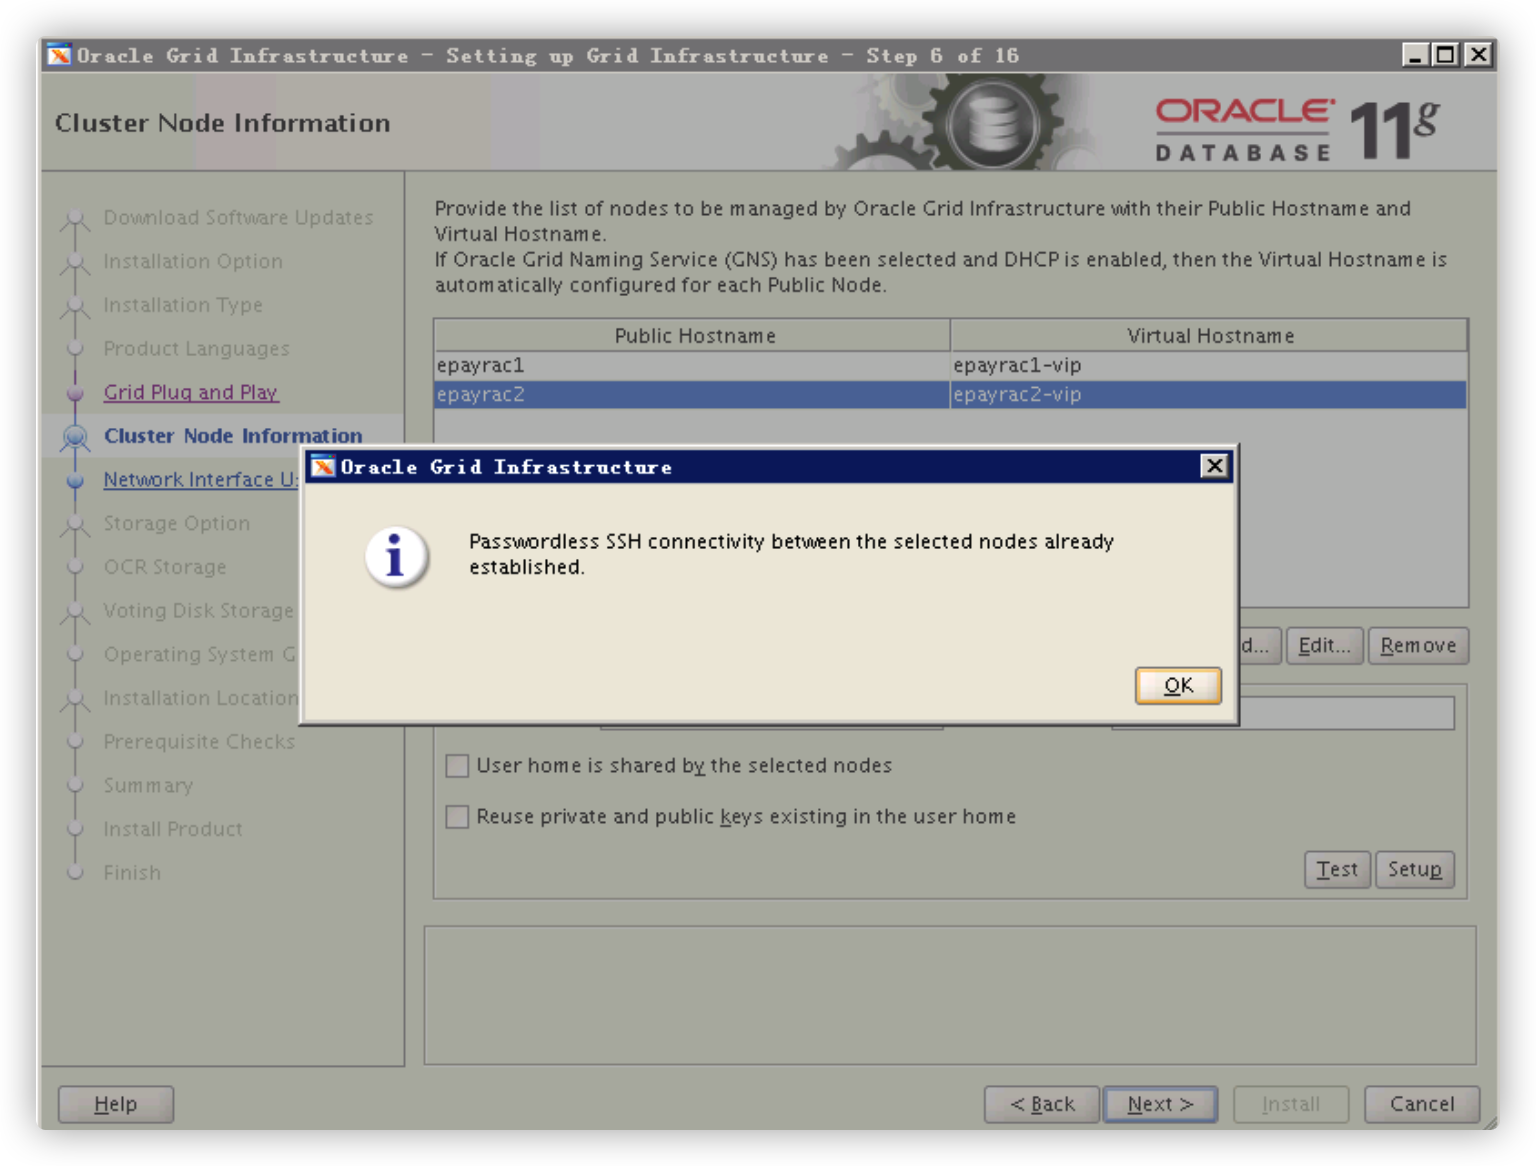 Oracle Grid Infrastructure - Setting up Grid Infrastructure - Step 6 of 16
Cluster Node Information
ORACLE
DATABASE
11g
Download Software Updates
Installation Option
Installation Type
Product Languages
Grid Plug and Play
Cluster Node Information
Network Interface
Storage Option
OCR Storage
Voting Disk Storage
Operating System
Installation Location
Prerequisite Checks
Summary
Install Product
Finish
Provide the list of nodes to be managed by Oracle Grid Infrastructure with their Public Hostname and
Virtual Hostname.
If Oracle Grid Naming Service (GNS) has been selected and DHCP is enabled, then the Virtual Hostname is
automatically configured for each Public Node.
Public Hostname Virtual Hostname
epayrac1 epayrac1-vip
epayrac2 epayrac2-vip
Oracle Grid Infrastructure
Passwordless SSH connectivity between the selected nodes already
established.
OK
d... Edit... Remove
User home is shared by the selected nodes
Reuse private and public keys existing in the user home
Test Setup
Help < Back Next > Install Cancel